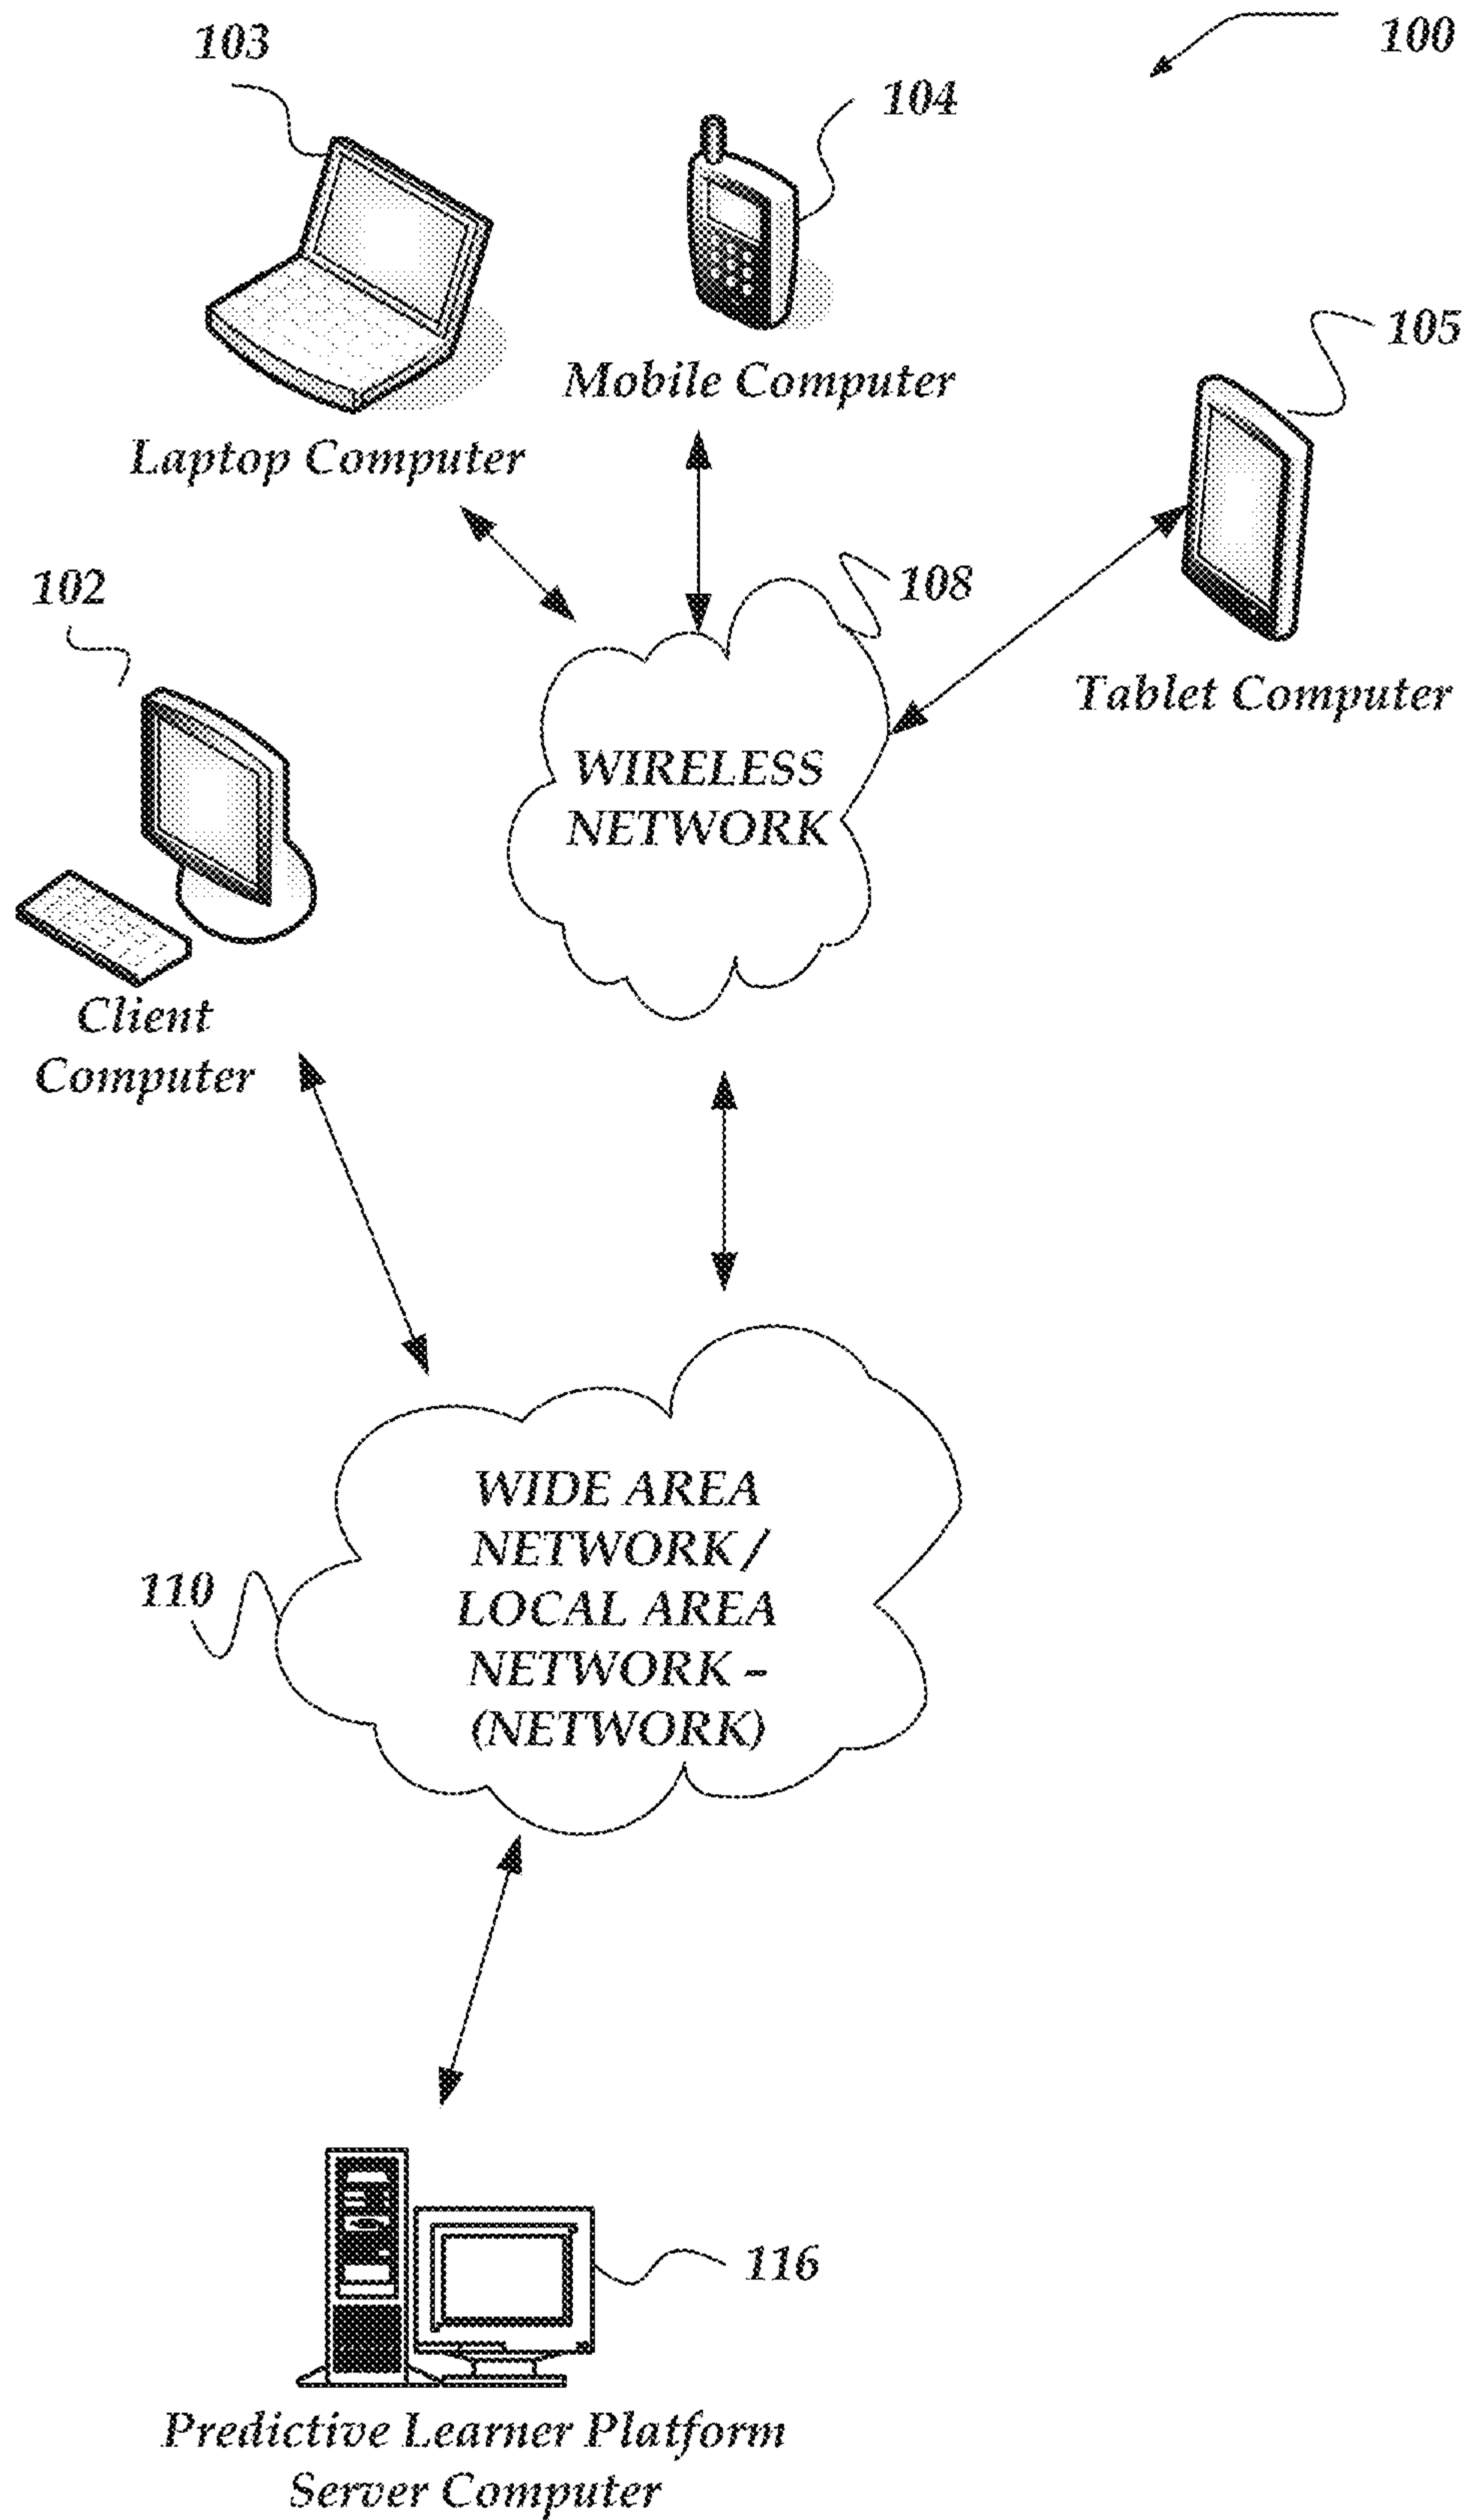 100
103
104
105
Mobile Computer
Laptop Computer
108
102
Tablet Computer
WIRELESS
NETWORK
Client
Computer
WIDE AREA
NETWORK /
LOCAL AREA
NETWORK –
(NETWORK)
110
116
Predictive Learner Platform
Server Computer